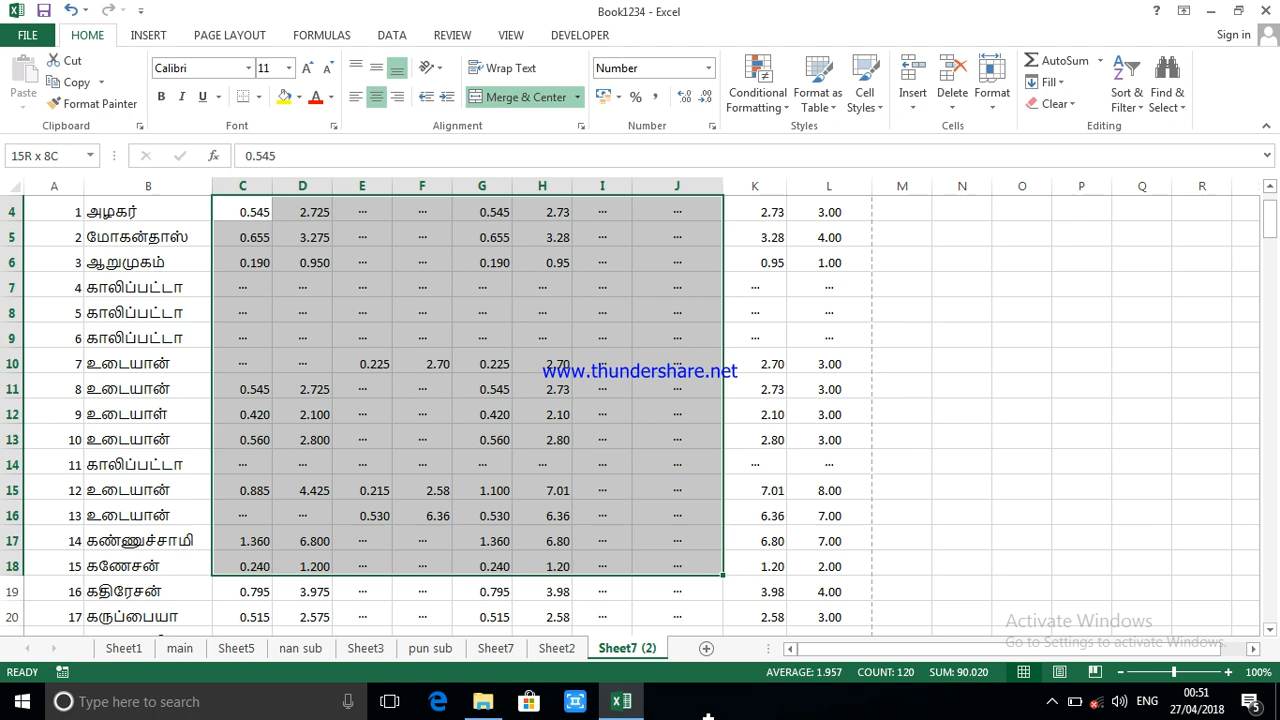 Book1234 - Excel
FILE HOME INSERT PAGE LAYOUT FORMULAS DATA REVIEW VIEW DEVELOPER Sign in
Paste Cut Copy Format Painter
Calibri 11 B I U
Wrap Text Merge & Center
Number
Conditional Formatting Format as Table Cell Styles
Insert Delete Format
AutoSum Fill Clear Sort & Filter Find & Select
Clipboard Font Alignment Number Styles Cells Editing
15R x 8C fx 0.545
A B C D E F G H I J K L M N O P Q R
4 1 அழகர் 0.545 2.725 ... ... 0.545 2.73 ... ... 2.73 3.00
5 2 மோகன்தாஸ் 0.655 3.275 ... ... 0.655 3.28 ... ... 3.28 4.00
6 3 ஆறுமுகம் 0.190 0.950 ... ... 0.190 0.95 ... ... 0.95 1.00
7 4 காலிப்பட்டா ... ... ... ... ... ... ... ... ... ...
8 5 காலிப்பட்டா ... ... ... ... ... ... ... ... ... ...
9 6 காலிப்பட்டா ... ... ... ... ... ... ... ... ... ...
10 7 உடையான் ... ... 0.225 2.70 0.225 2.70 ... ... 2.70 3.00
www.thundershare.net
11 8 உடையான் 0.545 2.725 ... ... 0.545 2.73 ... ... 2.73 3.00
12 9 உடையாள் 0.420 2.100 ... ... 0.420 2.10 ... ... 2.10 3.00
13 10 உடையான் 0.560 2.800 ... ... 0.560 2.80 ... ... 2.80 3.00
14 11 காலிப்பட்டா ... ... ... ... ... ... ... ... ... ...
15 12 உடையான் 0.885 4.425 0.215 2.58 1.100 7.01 ... ... 7.01 8.00
16 13 உடையான் ... ... 0.530 6.36 0.530 6.36 ... ... 6.36 7.00
17 14 கண்ணுச்சாமி 1.360 6.800 ... ... 1.360 6.80 ... ... 6.80 7.00
18 15 கணேசன் 0.240 1.200 ... ... 0.240 1.20 ... ... 1.20 2.00
19 16 கதிரேசன் 0.795 3.975 ... ... 0.795 3.98 ... ... 3.98 4.00
20 17 கருப்பையா 0.515 2.575 ... ... 0.515 2.58 ... ... 2.58 3.00
Activate Windows
Go to Settings to activate Windows.
Sheet1 main Sheet5 nan std Sheet6 Sheet7 Sheet2 Sheet7 (2)
READY AVERAGE: 1.957 COUNT: 120 SUM: 90.020 100%
Type here to search ENG 00:51
27/04/2018 5